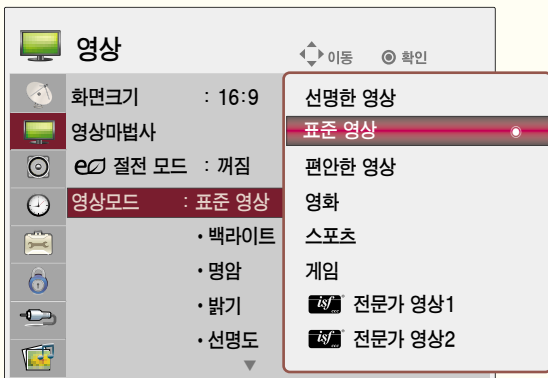 영상
이동 확인
화면크기 : 16:9
영상마법사
e 절전 모드 : 꺼짐
영상모드 : 표준 영상
• 백라이트
• 명암
• 밝기
• 선명도
선명한 영상
표준 영상
편안한 영상
영화
스포츠
게임
isf ccc 전문가 영상1
isf ccc 전문가 영상2